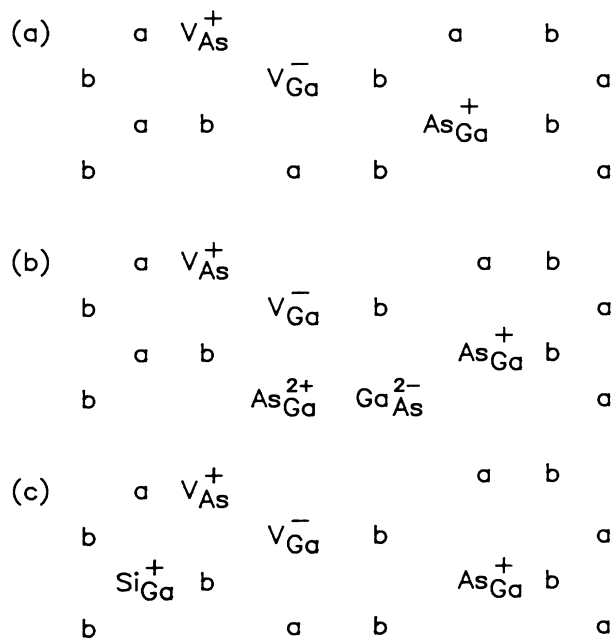 (a) a V_As^+ a b
b V_Ga^− b a
a b As_Ga^+ b
b a b a
(b) a V_As^+ a b
b V_Ga^− b a
a b As_Ga^+ b
b As_Ga^2+ Ga_As^2− a
(c) a V_As^+ a b
b V_Ga^− b a
Si_Ga^+ b As_Ga^+ b
b a b a